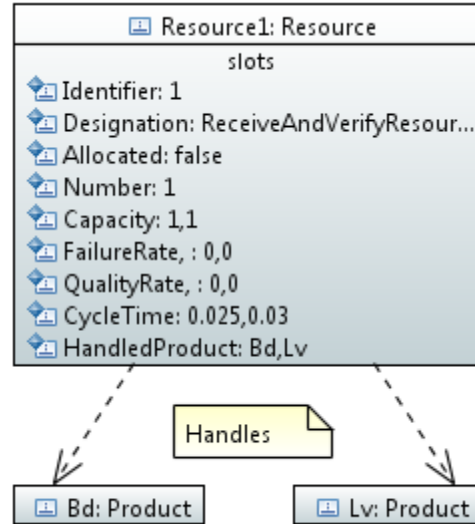 Resource1: Resource
slots
Identifier: 1
Designation: ReceiveAndVerifyResour...
Allocated: false
Number: 1
Capacity: 1,1
FailureRate, : 0,0
QualityRate, : 0,0
CycleTime: 0.025,0.03
HandledProduct: Bd,Lv
Handles
Bd: Product
Lv: Product